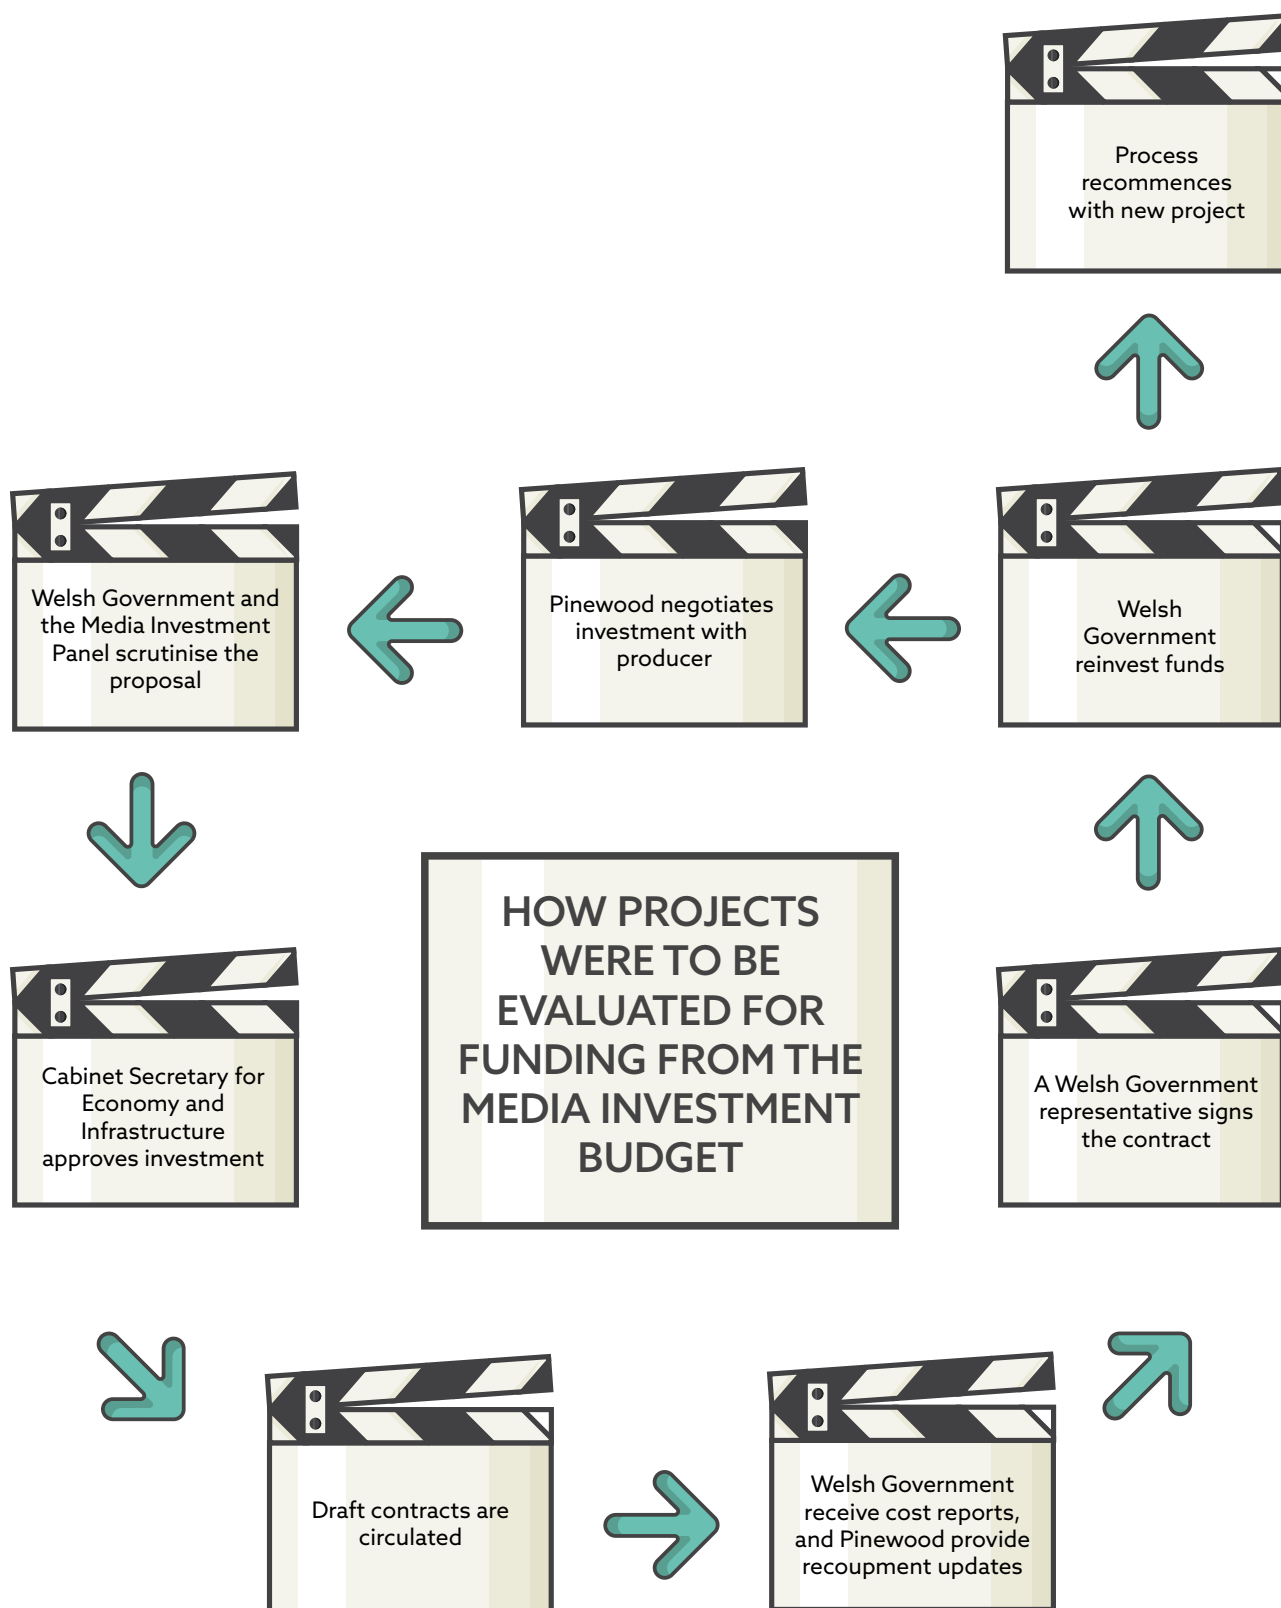 Process
recommences
with new project
Welsh Government and
the Media Investment
Panel scrutinise the
proposal
Pinewood negotiates
investment with
producer
Welsh
Government
reinvest funds
HOW PROJECTS
WERE TO BE
EVALUATED FOR
FUNDING FROM THE
MEDIA INVESTMENT
BUDGET
Cabinet Secretary for
Economy and
Infrastructure
approves investment
A Welsh Government
representative signs
the contract
Draft contracts are
circulated
Welsh Government
receive cost reports,
and Pinewood provide
recoupment updates